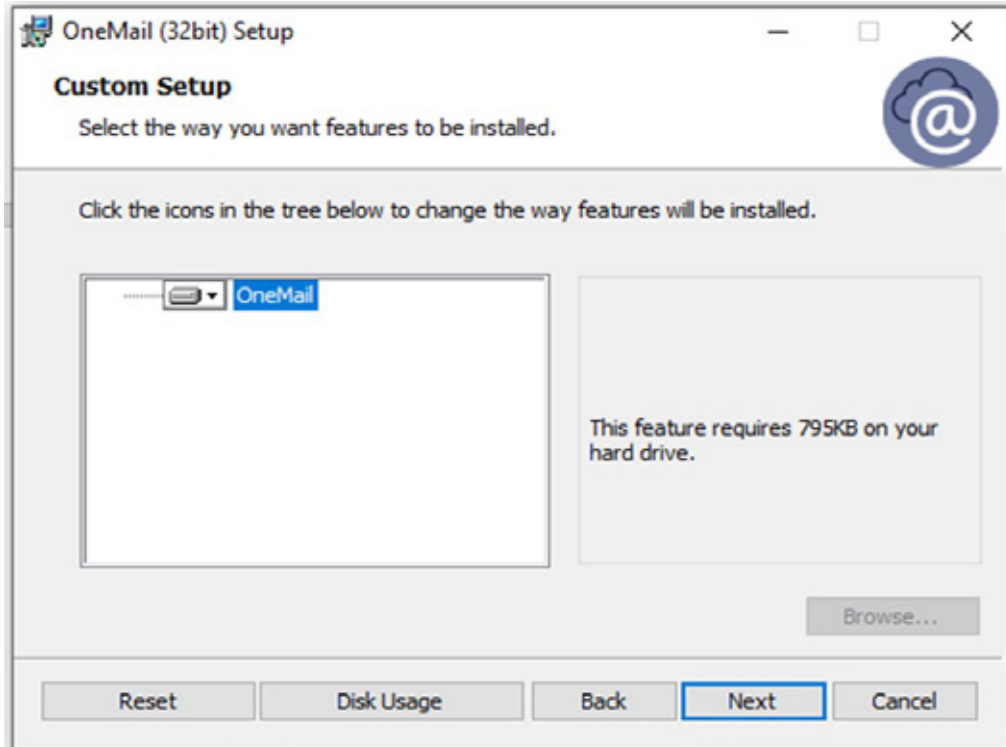 OneMail (32bit) Setup
Custom Setup
Select the way you want features to be installed.
Click the icons in the tree below to change the way features will be installed.
OneMail
This feature requires 795KB on your
hard drive.
Browse...
Reset Disk Usage Back Next Cancel